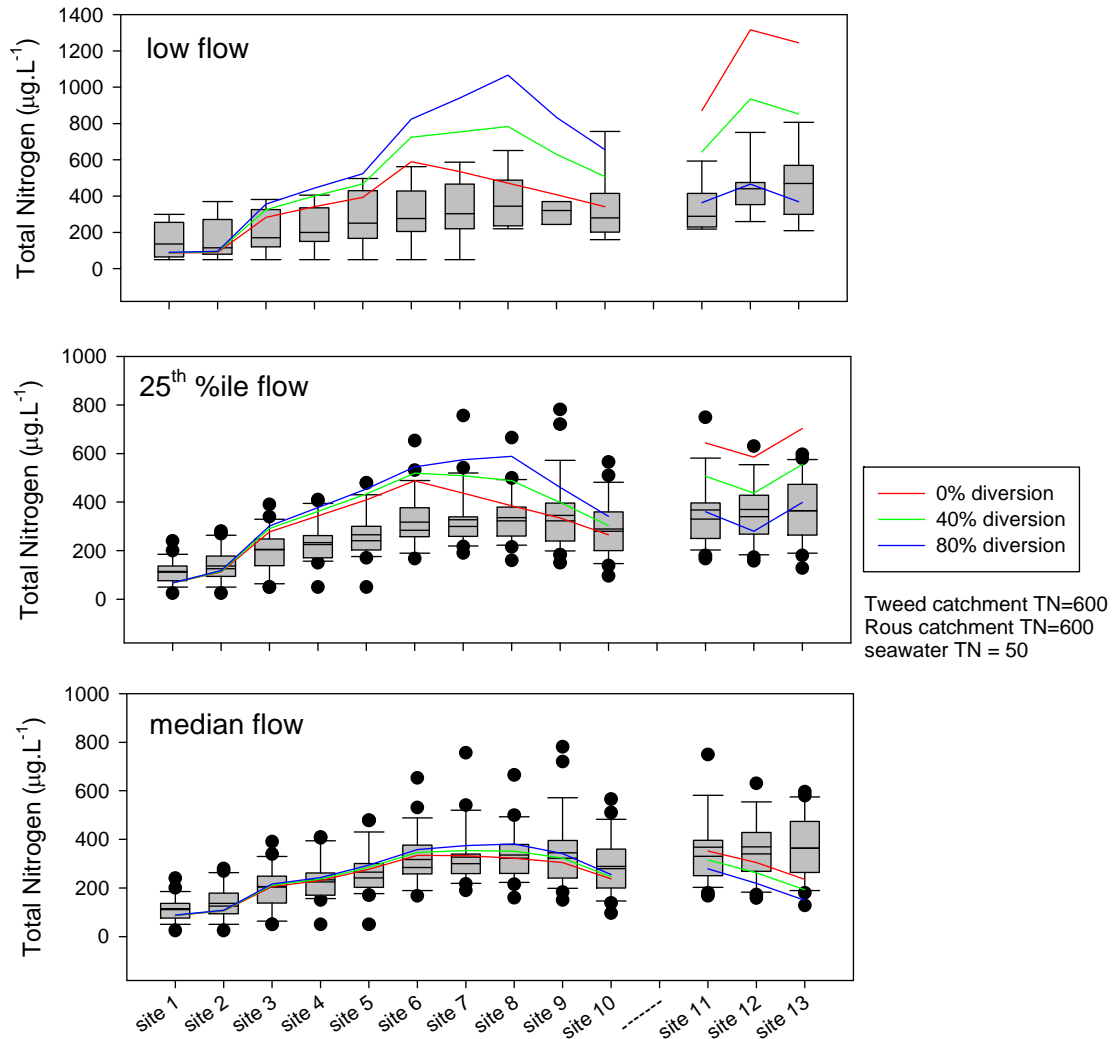 low flow
Total Nitrogen (µg.L⁻¹)
1400
1200
1000
800
600
400
200
0
25th %ile flow
Total Nitrogen (µg.L⁻¹)
1000
800
600
400
200
0
0% diversion
40% diversion
80% diversion
Tweed catchment TN=600
Rous catchment TN=600
seawater TN = 50
median flow
Total Nitrogen (µg.L⁻¹)
1000
800
600
400
200
0
site 1
site 2
site 3
site 4
site 5
site 6
site 7
site 8
site 9
site 10
-------
site 11
site 12
site 13